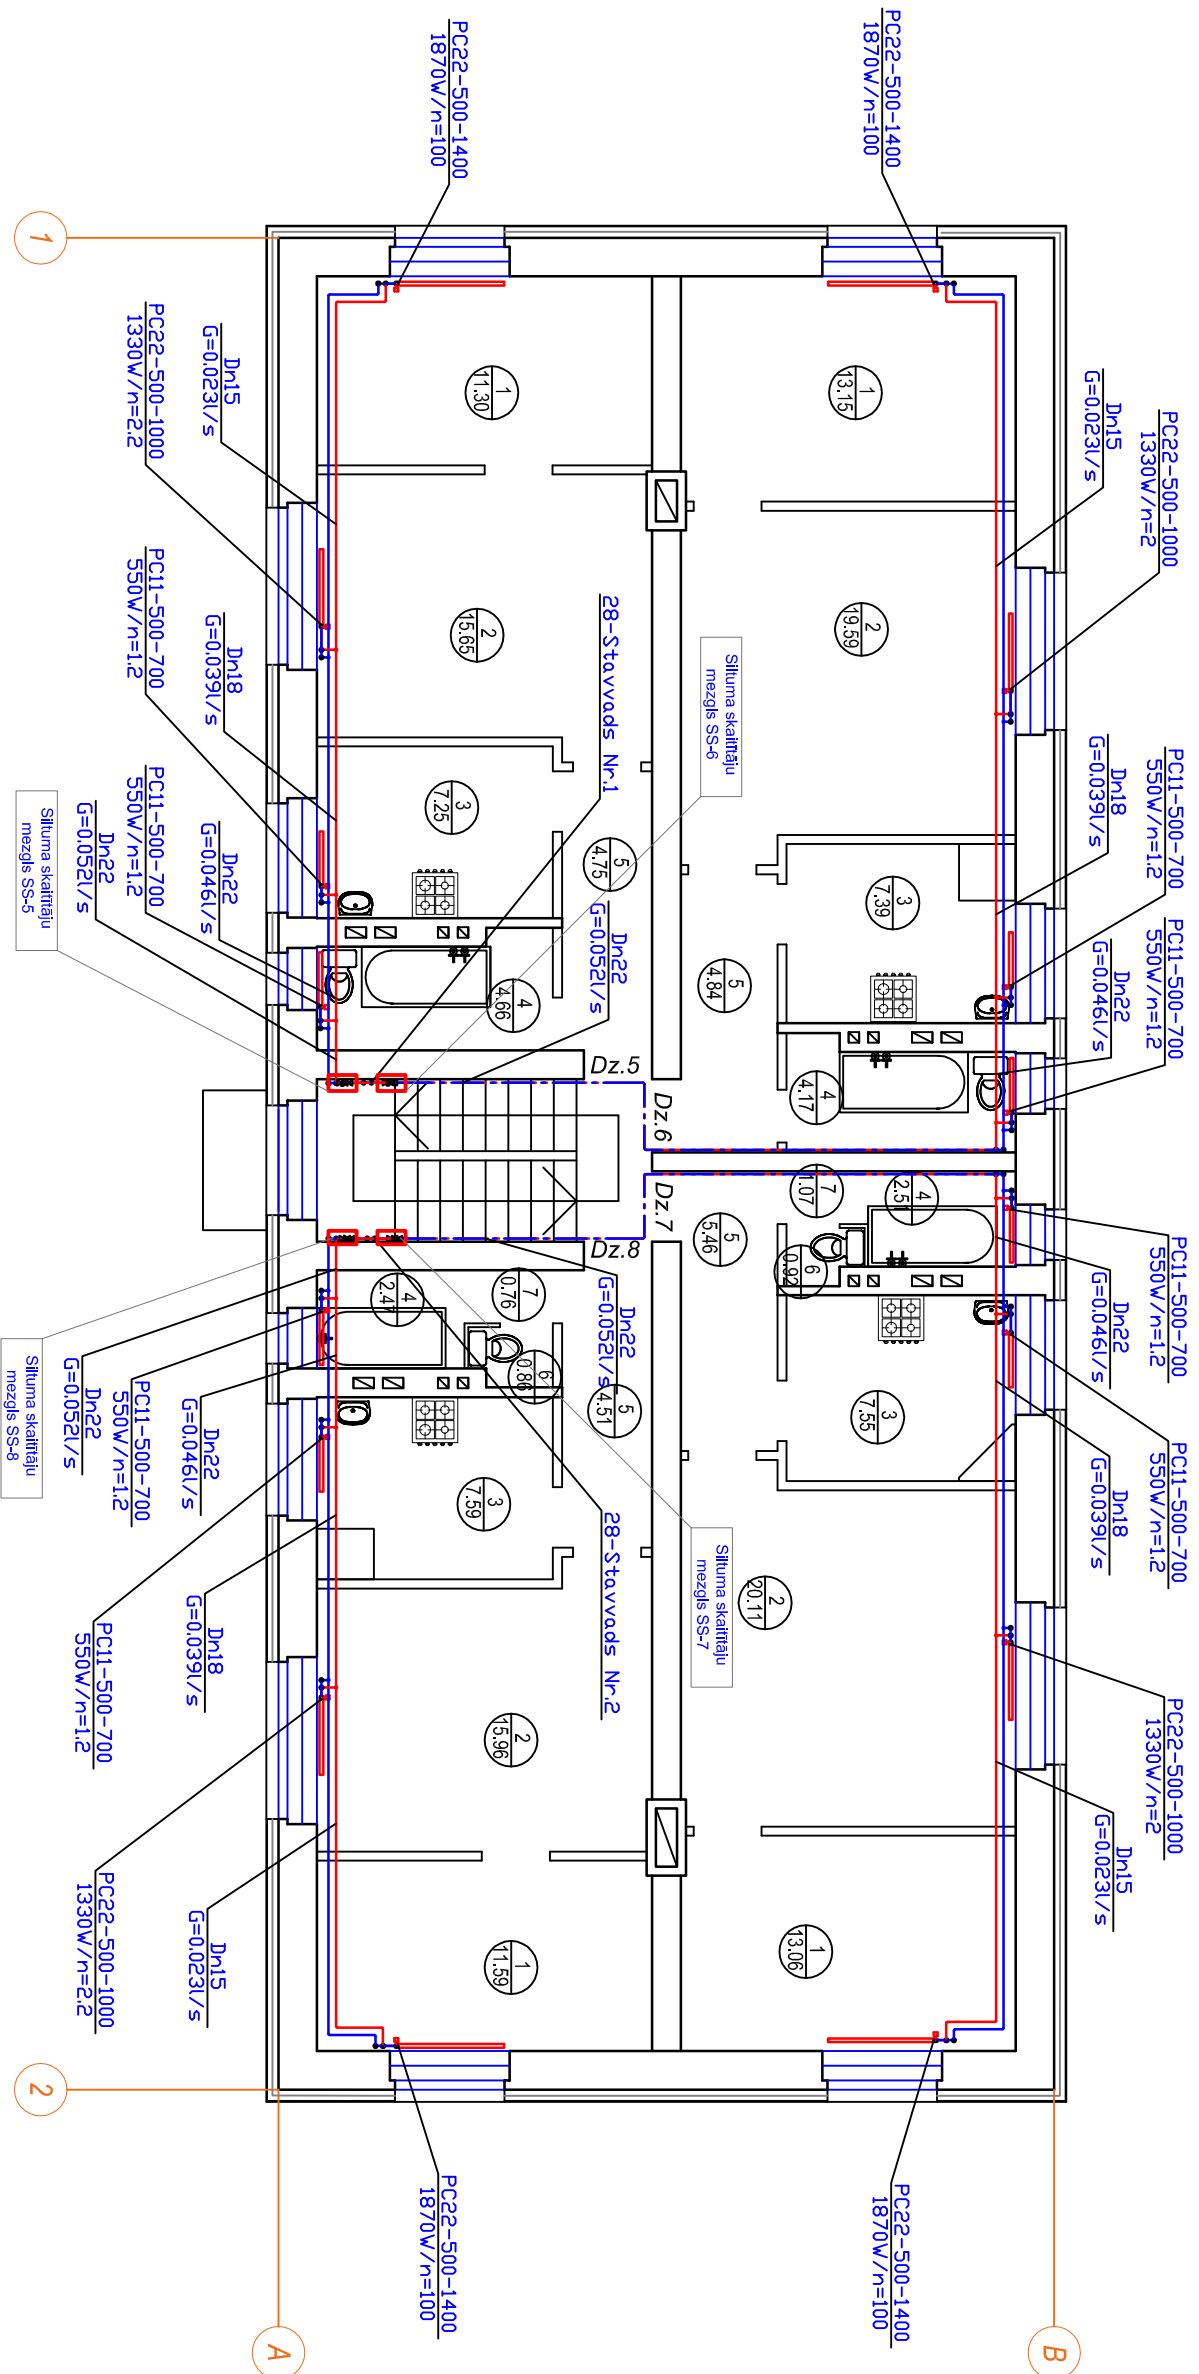 PC22-500-1400
1870W/n=100
PC22-500-1400
1870W/n=100
1
Dn15
G=0.023l/s
PC22-500-1000
1330W/n=2.2
Dn15
G=0.023l/s
PC22-500-1000
1330W/n=2
1
11.30
1
13.15
PC11-500-700
550W/n=1.2
Dn18
G=0.039l/s
2
15.65
2
19.59
28-Stavvads Nr.1
Siltuma skaitītāju
mezgls SS-6
Dn18
G=0.039l/s
PC11-500-700
550W/n=1.2
PC11-500-700
550W/n=1.2
Dn22
G=0.046l/s
Dn22
G=0.052l/s
Siltuma skaitītāju
mezgls SS-5
3
7.25
5
4.75
3
7.39
5
4.84
Dn22
G=0.052l/s
PC11-500-700
550W/n=1.2
Dn22
G=0.046l/s
4
4.66
4
4.17
Dz.5
Dz.6
Dz.7
Dz.8
7
1.07
4
2.51
5
5.46
6
0.92
4
2.47
7
0.76
6
0.86
5
4.51
Dn22
G=0.052l/s
PC11-500-700
550W/n=1.2
Dn22
G=0.046l/s
PC11-500-700
550W/n=1.2
Dn18
G=0.039l/s
Siltuma skaitītāju
mezgls SS-8
Dn22
G=0.052l/s
PC11-500-700
550W/n=1.2
Dn22
G=0.046l/s
3
7.59
3
7.55
28-Stavvads Nr.2
Siltuma skaitītāju
mezgls SS-7
PC11-500-700
550W/n=1.2
Dn18
G=0.039l/s
2
15.96
2
20.11
PC22-500-1000
1330W/n=2
Dn15
G=0.023l/s
PC22-500-1000
1330W/n=2.2
Dn15
G=0.023l/s
1
11.59
1
13.06
2
PC22-500-1400
1870W/n=100
PC22-500-1400
1870W/n=100
A
B